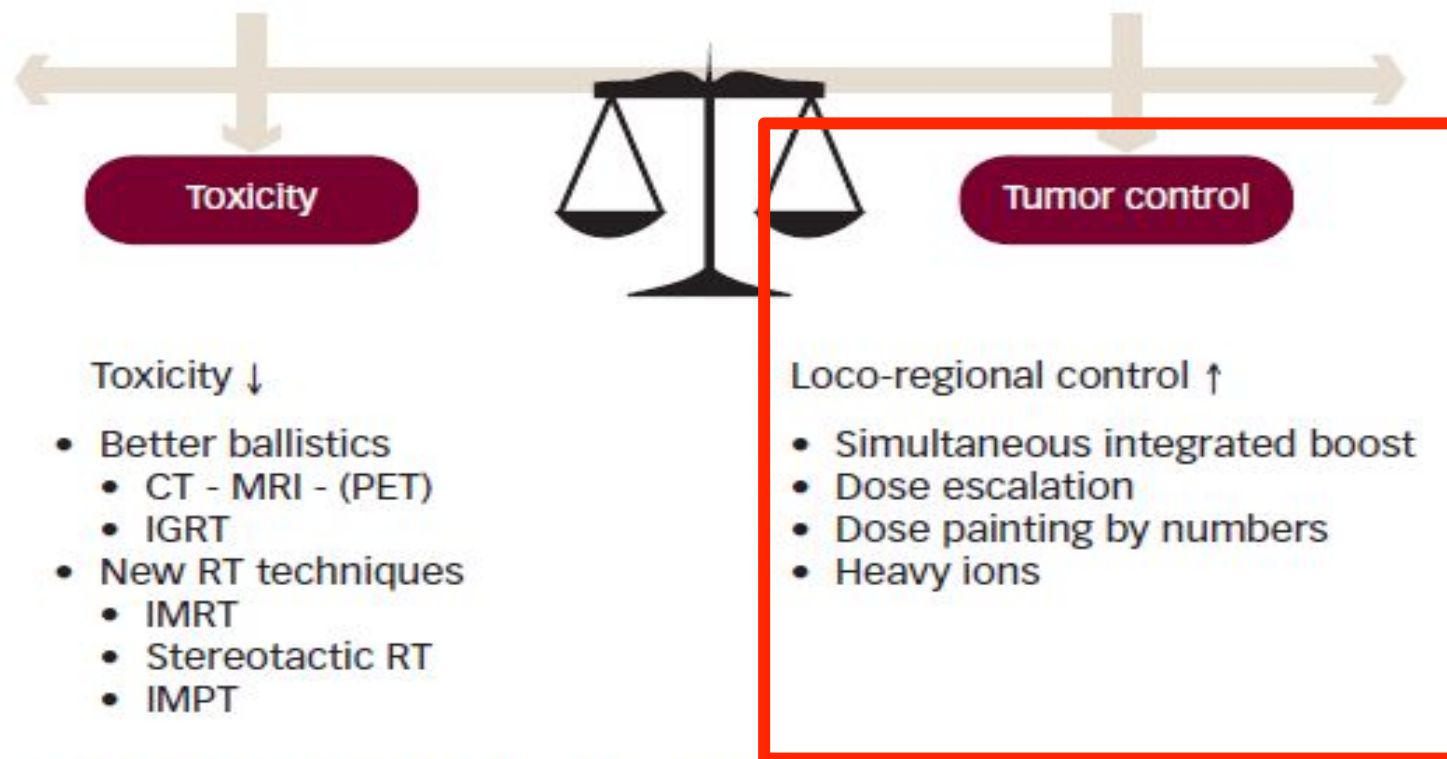 Toxicity
Tumor control
Toxicity ↓
• Better ballistics
• CT - MRI - (PET)
• IGRT
• New RT techniques
• IMRT
• Stereotactic RT
• IMPT
Loco-regional control ↑
• Simultaneous integrated boost
• Dose escalation
• Dose painting by numbers
• Heavy ions